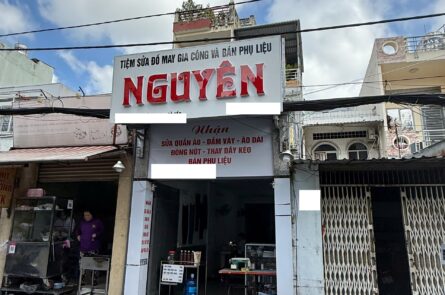 TIỆM SỬA ĐỒ MAY GIA CÔNG VÀ BÁN PHỤ LIỆU
NGUYÊN
Nhận
SỬA QUẦN ÁO - ĐẦM VÁY - ÁO DÀI
ĐÓNG NÚT - THAY DÂY KÉO
BÁN PHỤ LIỆU